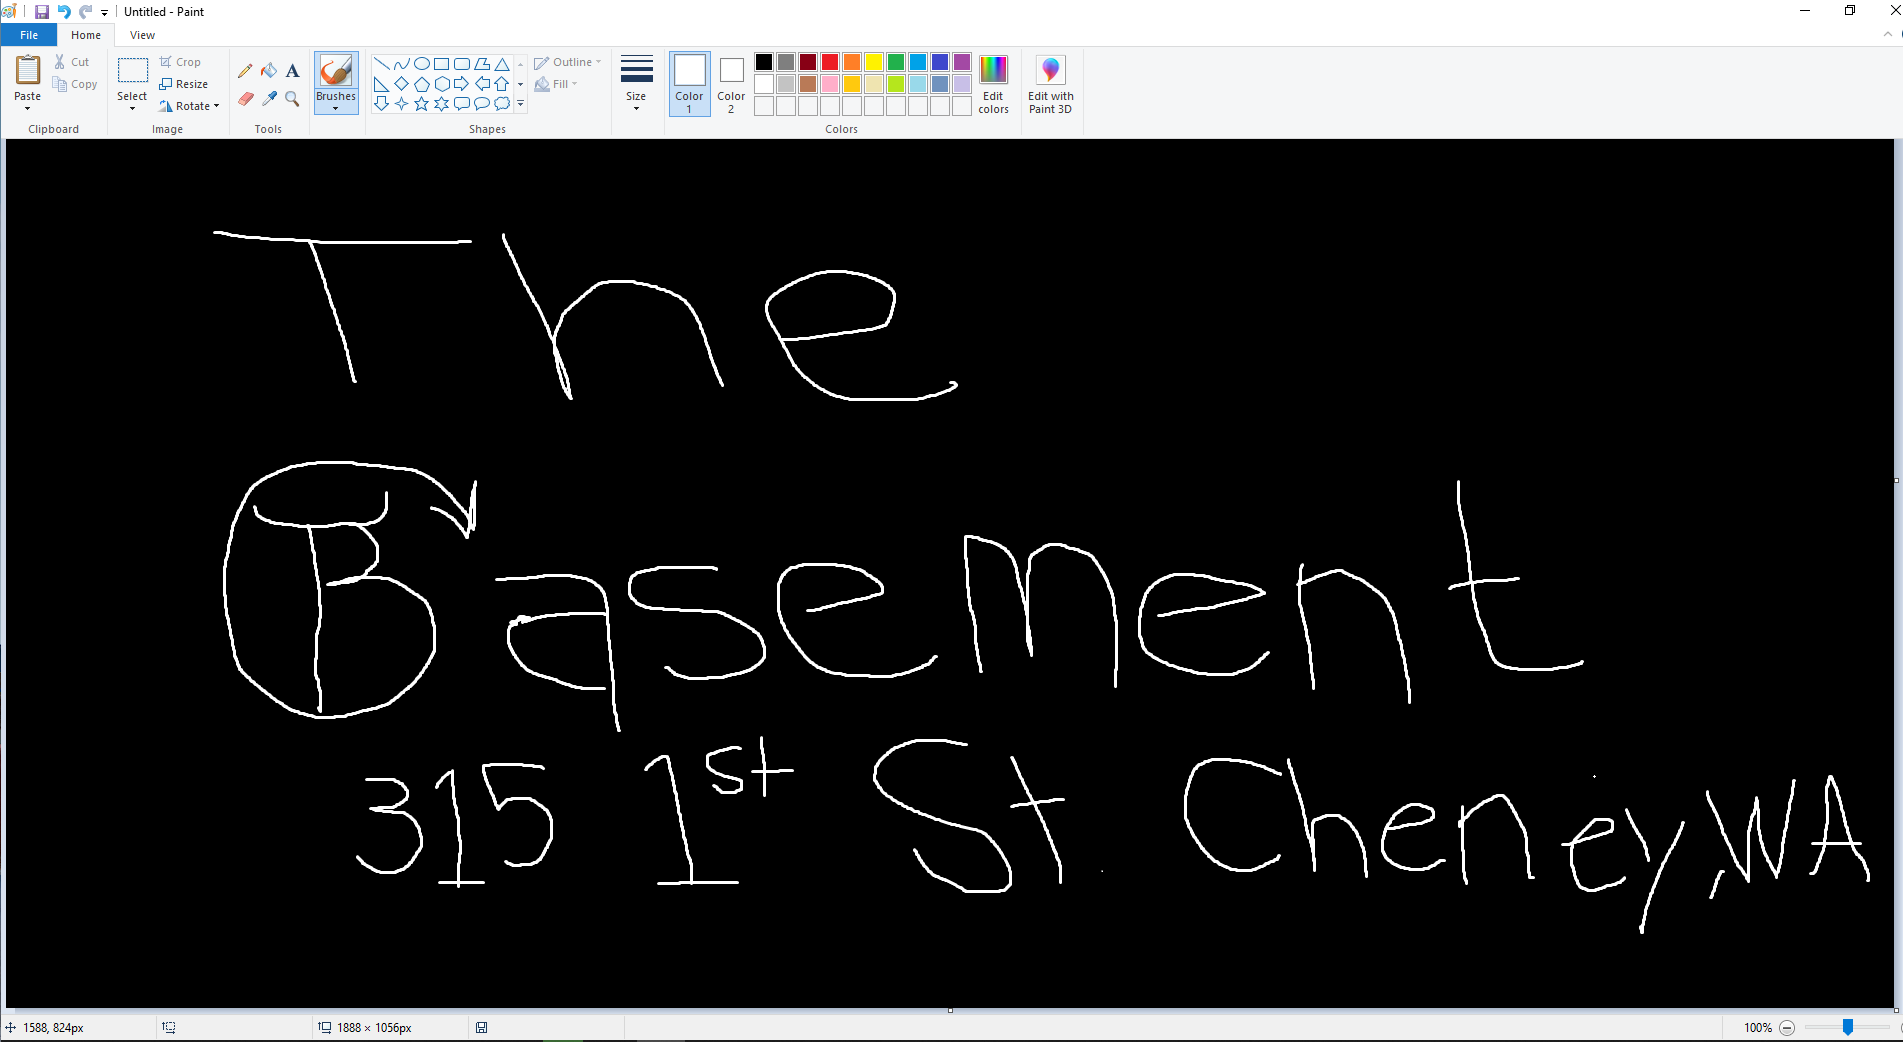 Untitled - Paint
File Home View
Paste Cut Copy Select Crop Resize Rotate Brushes Outline Fill Size Color 1 Color 2 Edit colors Edit with Paint 3D
Clipboard Image Tools Shapes Colors
The
Basement
315 1st St. Cheney, WA
1588, 824px 1888 × 1056px 100%